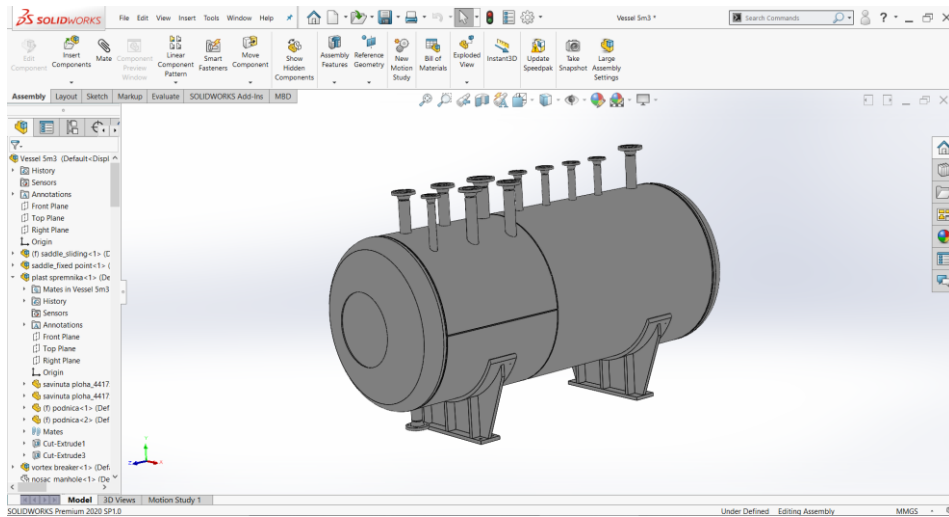 SOLIDWORKS File Edit View Insert Tools Window Help Vessel 5m3 * Search Commands
Edit Component Insert Components Mate Component Preview Window Linear Component Pattern Smart Fasteners Move Component Show Hidden Components Assembly Features Reference Geometry New Motion Study Bill of Materials Exploded View Instant3D Update Speedpak Take Snapshot Large Assembly Settings
Assembly Layout Sketch Markup Evaluate SOLIDWORKS Add-Ins MBD
Vessel 5m3 (Default<Displ
History
Sensors
Annotations
Front Plane
Top Plane
Right Plane
Origin
(f) saddle_sliding<1> (D
saddle_fixed point<1> (
plast spremnika<1> (De
Mates in Vessel 5m3
History
Sensors
Annotations
Front Plane
Top Plane
Right Plane
Origin
savinuta ploha_4417
savinuta ploha_4417
(f) podnica<1> (Def
(f) podnica<2> (Def
Mates
Cut-Extrude1
Cut-Extrude3
vortex breaker<1> (Def
nosac manhole<1> (De
Model 3D Views Motion Study 1
SOLIDWORKS Premium 2020 SP1.0 Under Defined Editing Assembly MMGS